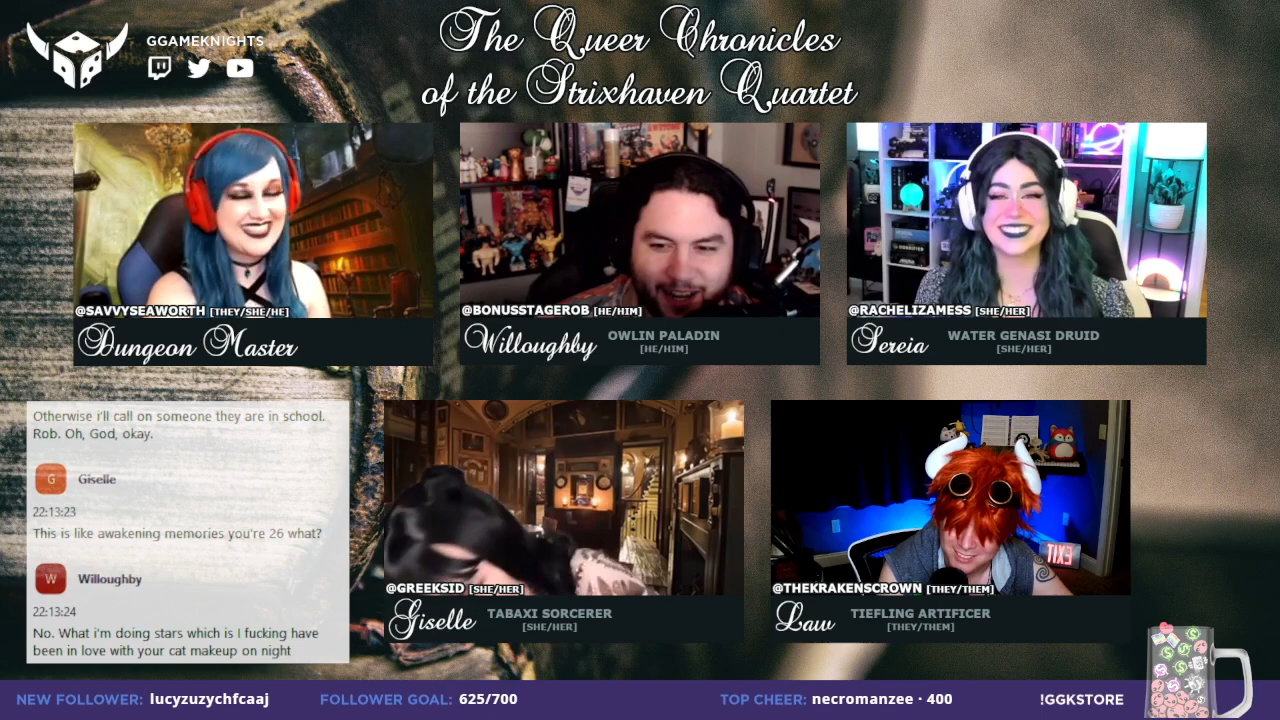 GGAMEKNIGHTS
The Queer Chronicles
of the Strixhaven Quartet
@SAVVYSEAWORTH [THEY/SHE/HE]
Dungeon Master
@BONUSSTAGEROB [HE/HIM]
Willoughby
OWLIN PALADIN
[HE/HIM]
@RACHELIZAMESS [SHE/HER]
Sereia
WATER GENASI DRUID
[SHE/HER]
Otherwise i'll call on someone they are in school.
Rob. Oh, God, okay.
G Giselle
22:13:23
This is like awakening memories you're 26 what?
W Willoughby
22:13:24
No. What i'm doing stars which is I fucking have
been in love with your cat makeup on night
@GREEKSID [SHE/HER]
Giselle
TABAXI SORCERER
[SHE/HER]
EXIT
@THEKRAKENSCROWN [THEY/THEM]
Law
TIEFLING ARTIFICER
[THEY/THEM]
NEW FOLLOWER: lucyzuzychfcaaj
FOLLOWER GOAL: 625/700
TOP CHEER: necromanzee · 400
!GGKSTORE